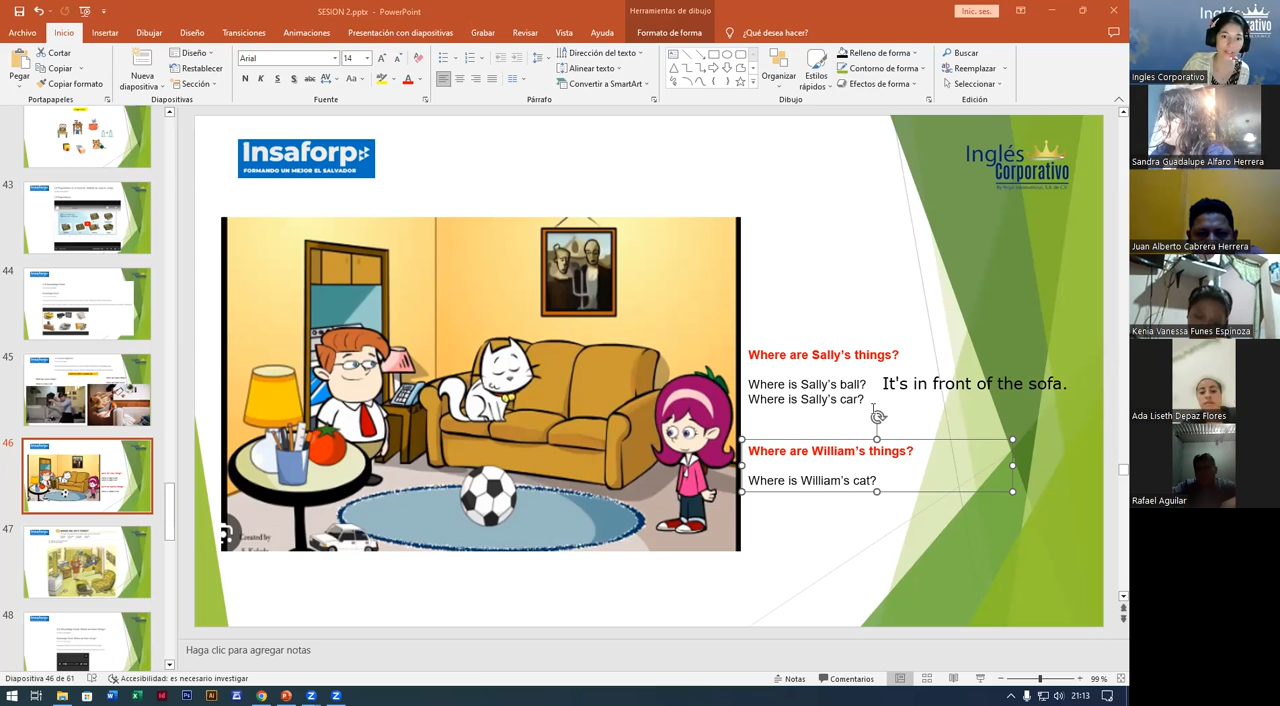 SESION 2.pptx - PowerPoint
Herramientas de dibujo
Inic. ses.
Archivo
Inicio
Insertar
Dibujar
Diseño
Transiciones
Animaciones
Presentación con diapositivas
Grabar
Revisar
Vista
Ayuda
Formato de forma
¿Qué desea hacer?
Pegar
Cortar
Copiar
Copiar formato
Portapapeles
Nueva diapositiva
Diseño
Restablecer
Sección
Diapositivas
Arial
14
N K S S abc AV Aa A
Fuente
Párrafo
Dirección del texto
Alinear texto
Convertir a SmartArt
Organizar
Estilos rápidos
Relleno de forma
Contorno de forma
Efectos de forma
Dibujo
Buscar
Reemplazar
Seleccionar
Edición
43
44
45
46
47
48
Insaforp
FORMANDO UN MEJOR EL SALVADOR
Inglés
Corporativo
Where are Sally's things?
Where is Sally's ball? It's in front of the sofa.
Where is Sally's car?
Where are William's things?
Where is William's cat?
Created by
Haga clic para agregar notas
Diapositiva 46 de 61
Accesibilidad: es necesario investigar
Notas
Comentarios
99 %
21:13
Inglés Corporativo
Sandra Guadalupe Alfaro Herrera
Juan Alberto Cabrera Herrera
Kenia Vanessa Funes Espinoza
Ada Liseth Depaz Flores
Rafael Aguilar